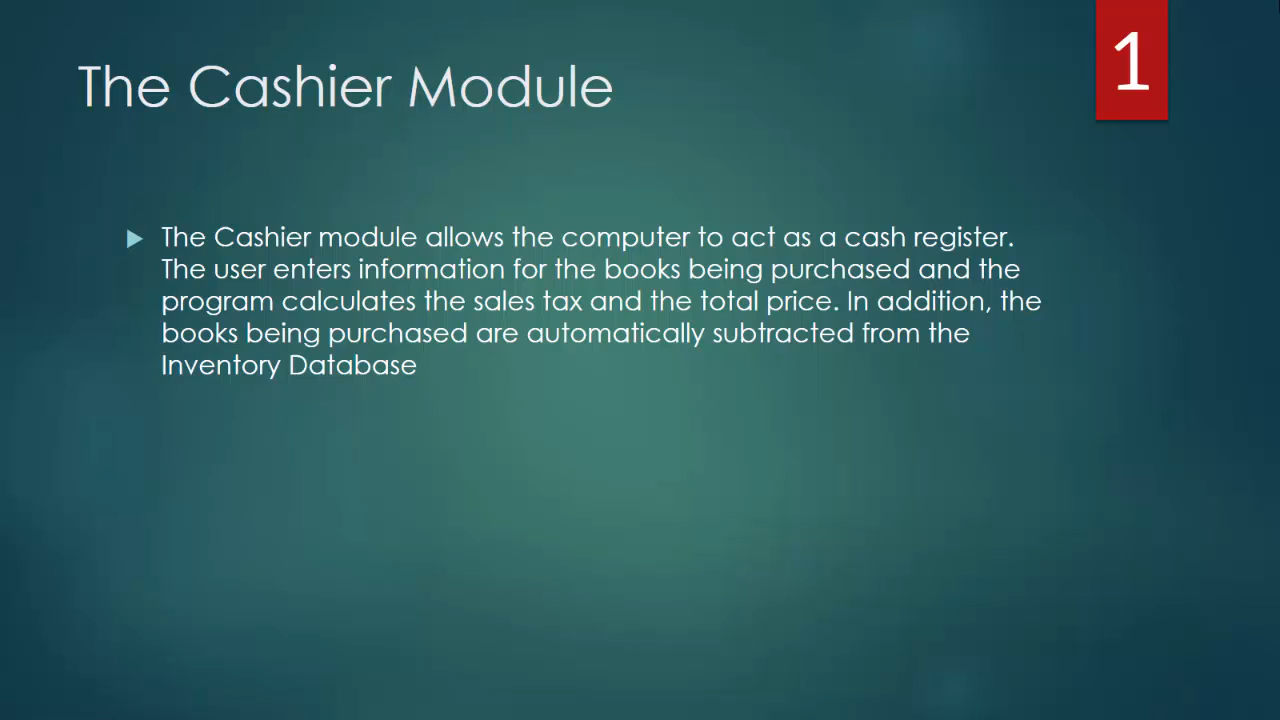 The Cashier Module
1
The Cashier module allows the computer to act as a cash register.
The user enters information for the books being purchased and the
program calculates the sales tax and the total price. In addition, the
books being purchased are automatically subtracted from the
Inventory Database